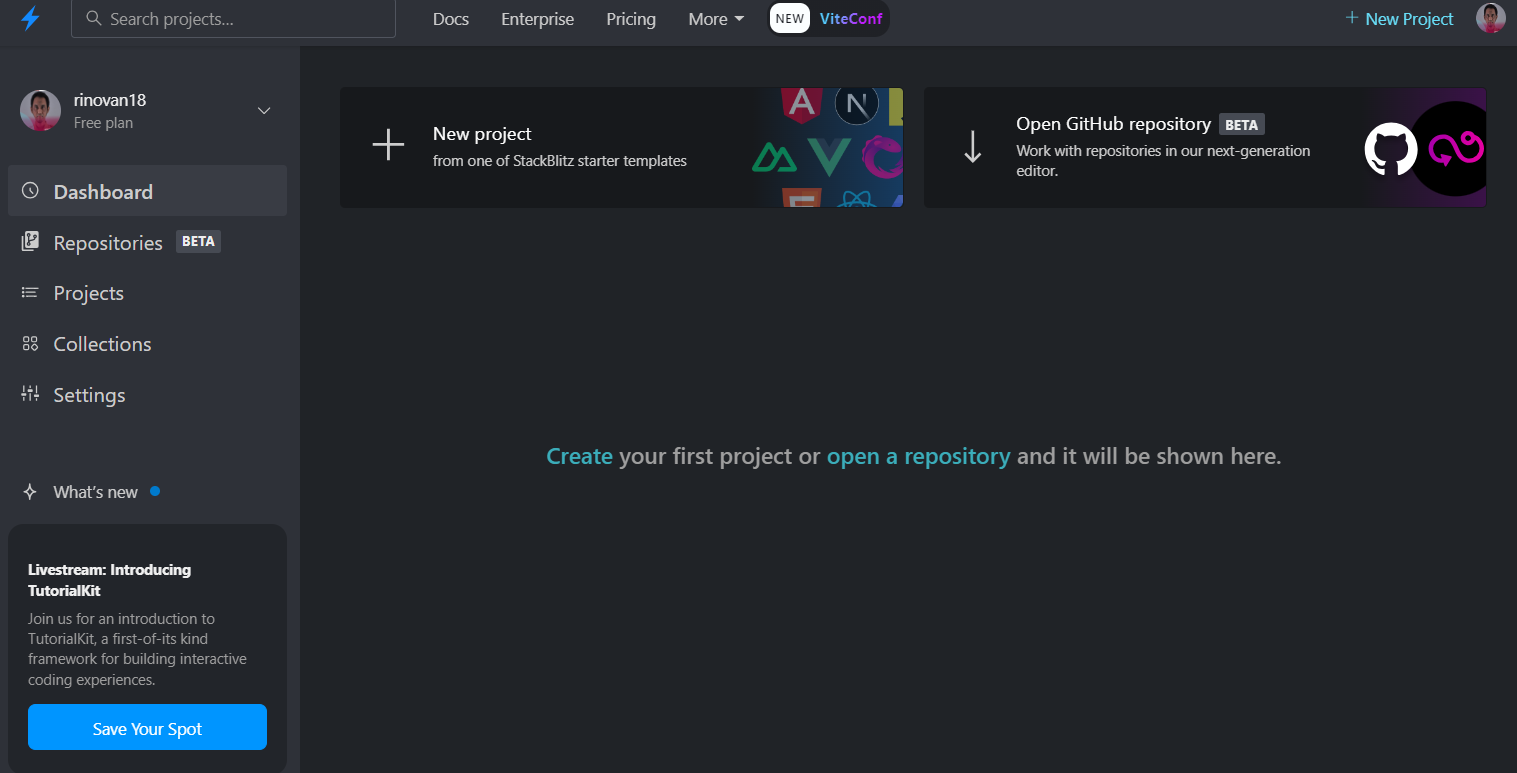 Search projects...
Docs
Enterprise
Pricing
More
NEW
ViteConf
+ New Project
rinovan18
Free plan
Dashboard
Repositories BETA
Projects
Collections
Settings
What's new
Livestream: Introducing
TutorialKit
Join us for an introduction to
TutorialKit, a first-of-its kind
framework for building interactive
coding experiences.
Save Your Spot
New project
from one of StackBlitz starter templates
Open GitHub repository BETA
Work with repositories in our next-generation
editor.
Create your first project or open a repository and it will be shown here.